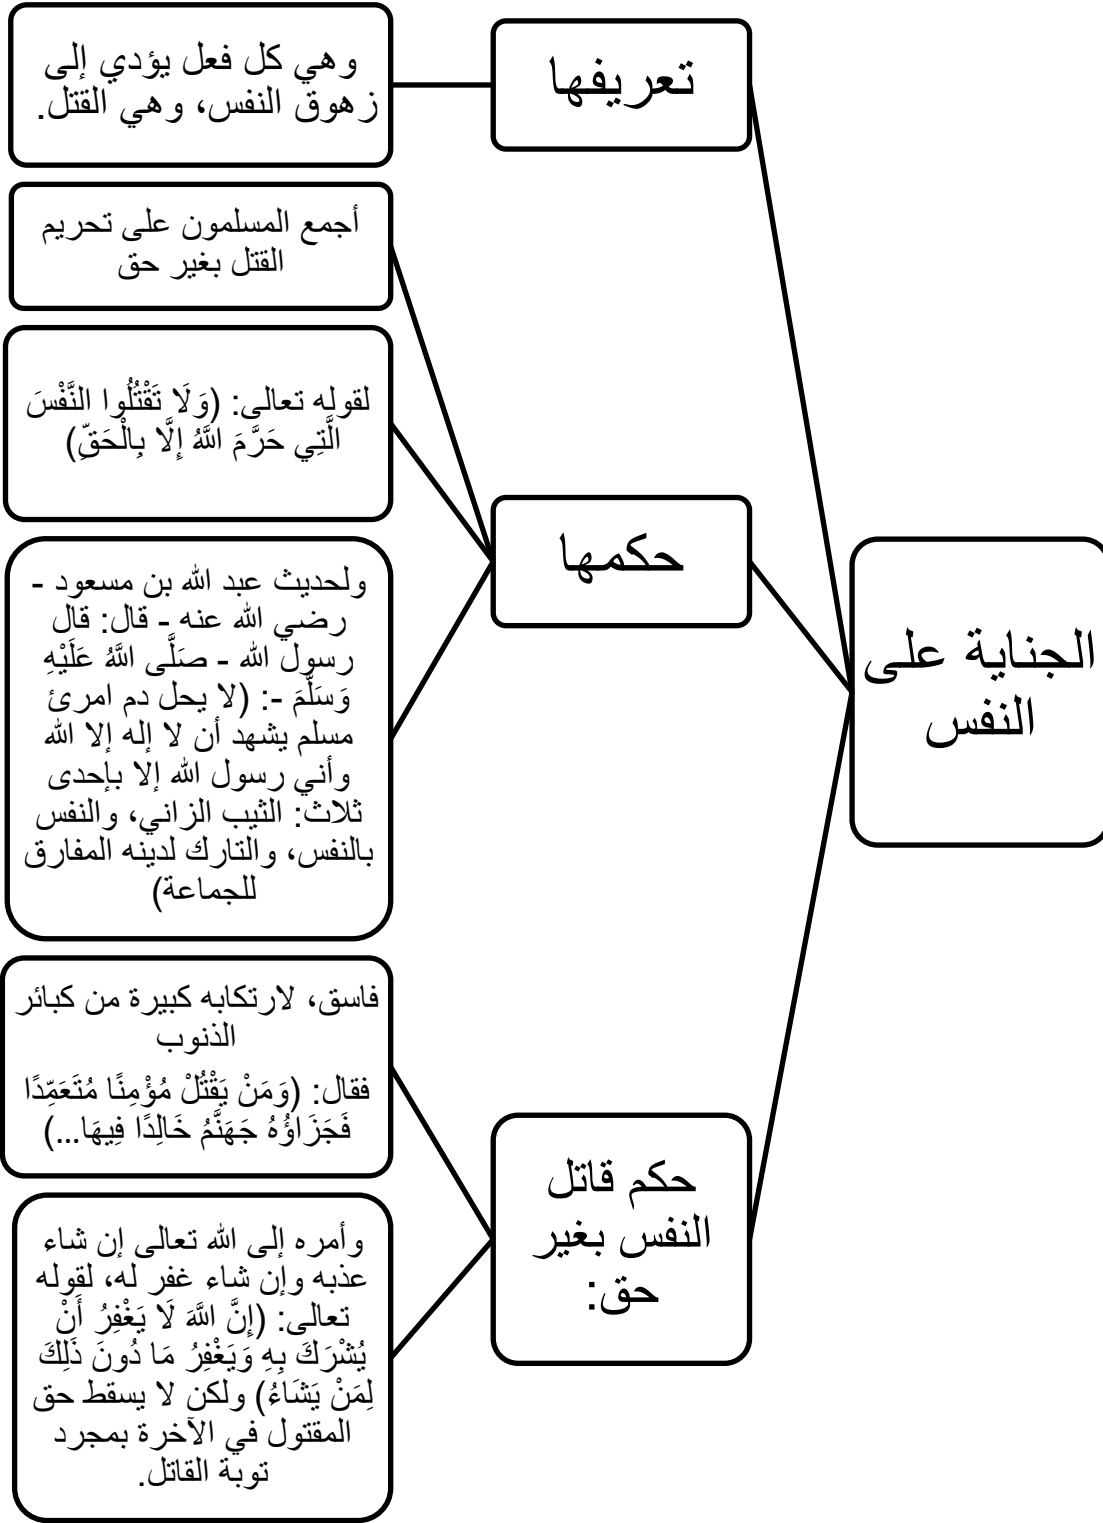 الجناية على
النفس
تعريفها
وهي كل فعل يؤدي إلى
زهوق النفس، وهي القتل.
حكمها
أجمع المسلمون على تحريم
القتل بغير حق
لقوله تعالى: (وَلَا تَقْتُلُوا النَّفْسَ
الَّتِي حَرَّمَ اللَّهُ إِلَّا بِالْحَقِّ)
ولحديث عبد الله بن مسعود -
رضي الله عنه - قال: قال
رسول الله - صَلَّى اللَّهُ عَلَيْهِ
وَسَلَّمَ -: (لا يحل دم امرئ
مسلم يشهد أن لا إله إلا الله
وأني رسول الله إلا بإحدى
ثلاث: الثيب الزاني، والنفس
بالنفس، والتارك لدينه المفارق
للجماعة)
حكم قاتل
النفس بغير
حق:
فاسق، لارتكابه كبيرة من كبائر
الذنوب
فقال: (وَمَنْ يَقْتُلْ مُؤْمِنًا مُتَعَمِّدًا
فَجَزَاؤُهُ جَهَنَّمُ خَالِدًا فِيهَا...)
وأمره إلى الله تعالى إن شاء
عذبه وإن شاء غفر له، لقوله
تعالى: (إِنَّ اللَّهَ لَا يَغْفِرُ أَنْ
يُشْرَكَ بِهِ وَيَغْفِرُ مَا دُونَ ذَلِكَ
لِمَنْ يَشَاءُ) ولكن لا يسقط حق
المقتول في الآخرة بمجرد
توبة القاتل.